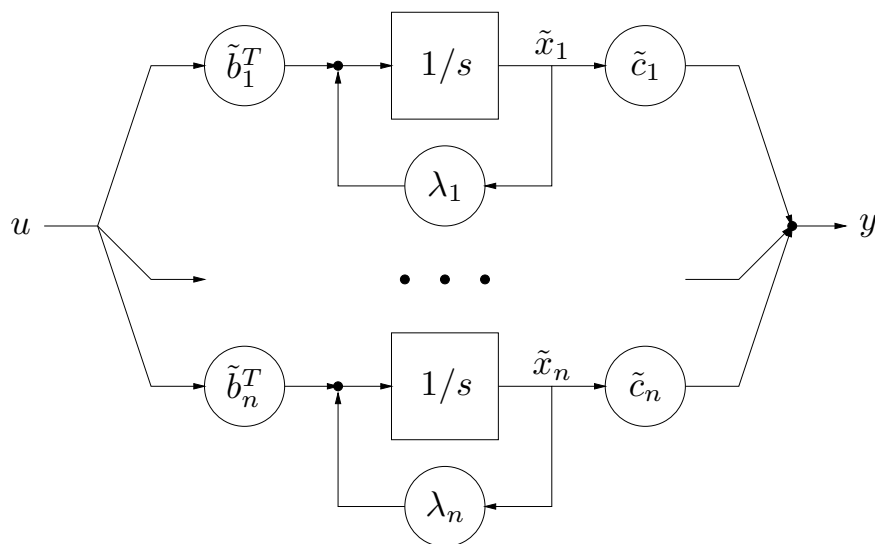 b̃₁ᵀ 1/s x̃₁ c̃₁
λ₁
u y
• • •
b̃ₙᵀ 1/s x̃ₙ c̃ₙ
λₙ